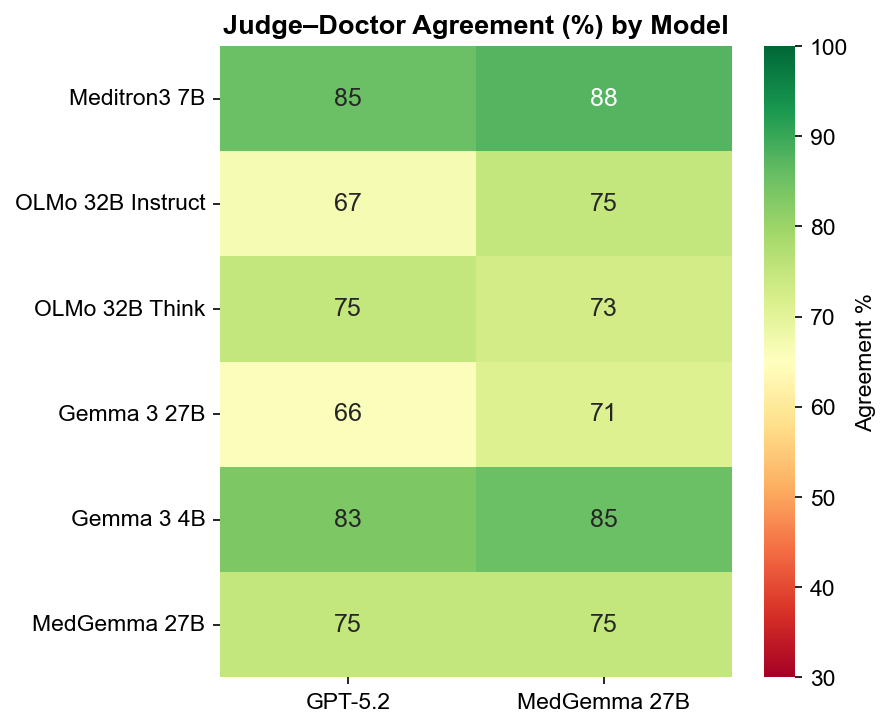 Judge–Doctor Agreement (%) by Model
Meditron3 7B 85 88
OLMo 32B Instruct 67 75
OLMo 32B Think 75 73
Gemma 3 27B 66 71
Gemma 3 4B 83 85
MedGemma 27B 75 75
GPT-5.2 MedGemma 27B
100
90
80
70
60
50
40
30
Agreement %